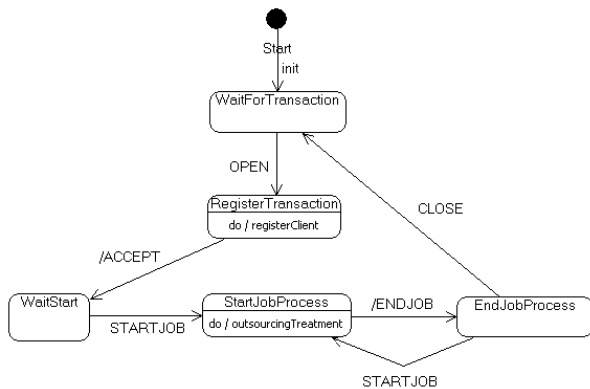 Start
init
WaitForTransaction
OPEN
RegisterTransaction
do / registerClient
CLOSE
/ACCEPT
WaitStart
STARTJOB
StartJobProcess
do / outsourcingTreatment
/ENDJOB
EndJobProcess
STARTJOB